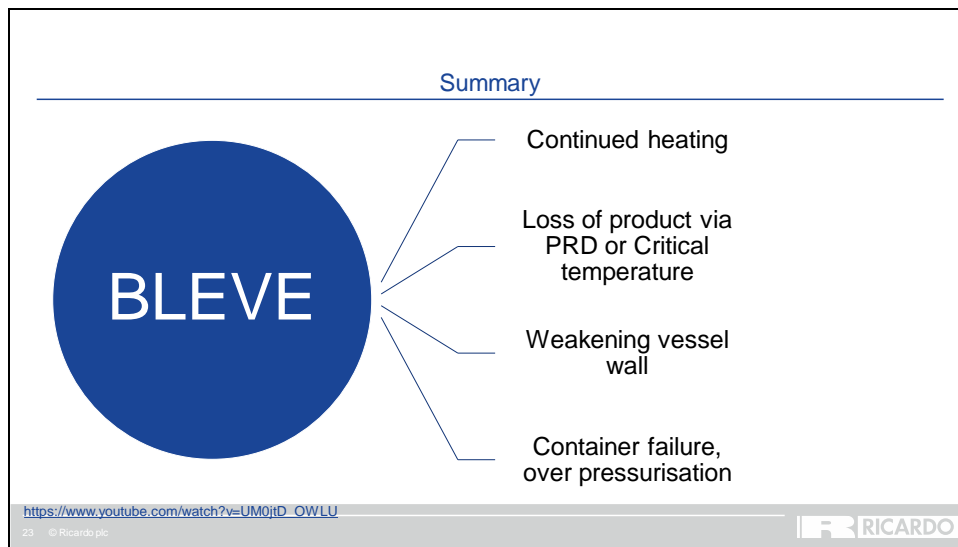 Summary
BLEVE
Continued heating
Loss of product via
PRD or Critical
temperature
Weakening vessel
wall
Container failure,
over pressurisation
https://www.youtube.com/watch?v=UM0jtD_OWLU
23 © Ricardo plc
RICARDO